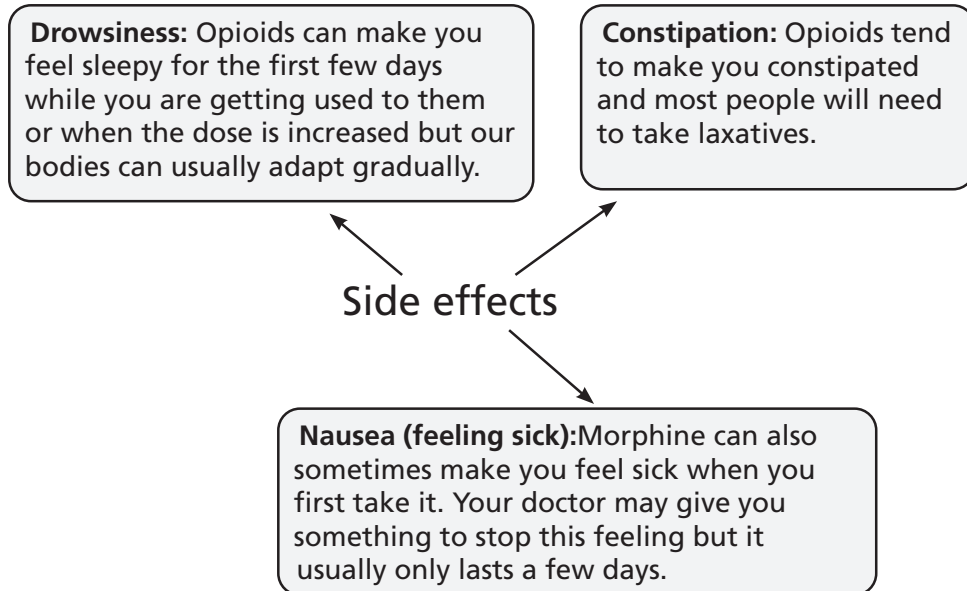 Drowsiness: Opioids can make you
feel sleepy for the first few days
while you are getting used to them
or when the dose is increased but our
bodies can usually adapt gradually.
Constipation: Opioids tend
to make you constipated
and most people will need
to take laxatives.
Side effects
Nausea (feeling sick):Morphine can also
sometimes make you feel sick when you
first take it. Your doctor may give you
something to stop this feeling but it
usually only lasts a few days.